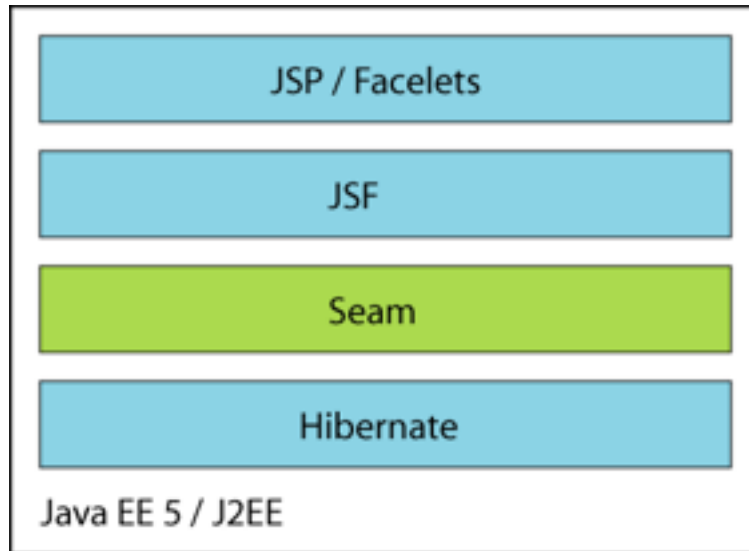 JSP / Facelets
JSF
Seam
Hibernate
Java EE 5 / J2EE